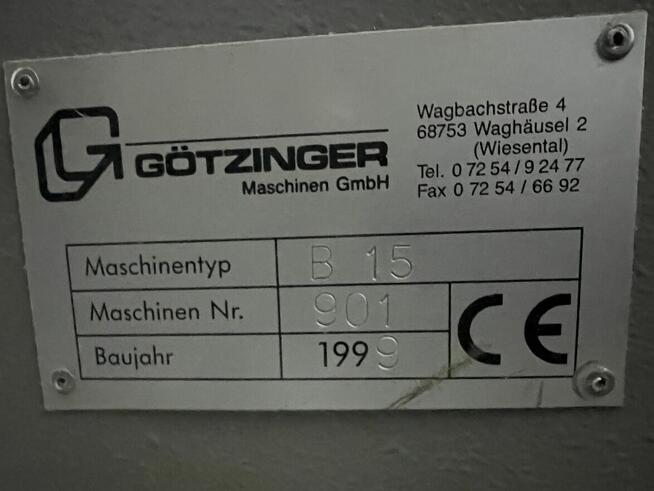 GÖTZINGER
Maschinen GmbH
Wagbachstraße 4
68753 Waghäusel 2
(Wiesental)
Tel. 0 72 54 / 9 24 77
Fax 0 72 54 / 66 92
Maschinentyp B 15
Maschinen Nr. 901
Baujahr 1999
CE